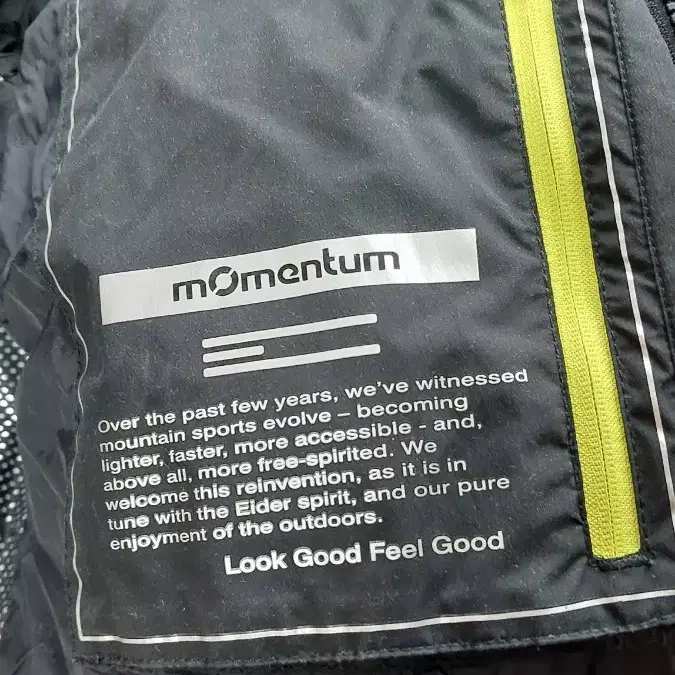 mOmentum
Over the past few years, we've witnessed
mountain sports evolve – becoming
lighter, faster, more accessible - and,
above all, more free-spirited. We
welcome this reinvention, as it is in
tune with the Eider spirit, and our pure
enjoyment of the outdoors.
Look Good Feel Good